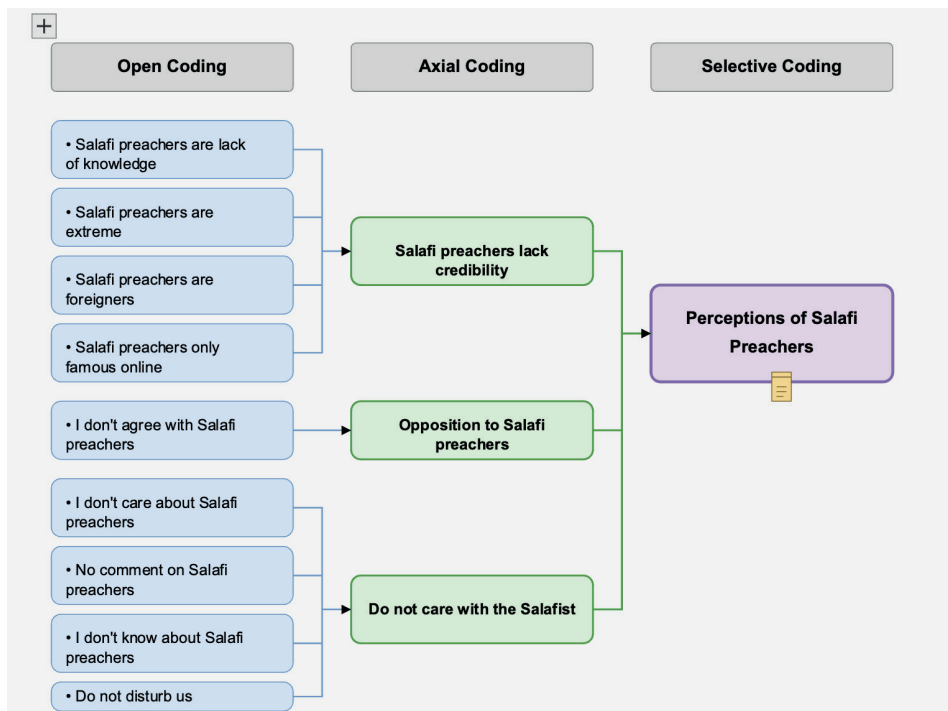 Open Coding
Axial Coding
Selective Coding
• Salafi preachers are lack
of knowledge
• Salafi preachers are
extreme
• Salafi preachers are
foreigners
• Salafi preachers only
famous online
• I don't agree with Salafi
preachers
• I don't care about Salafi
preachers
• No comment on Salafi
preachers
• I don't know about Salafi
preachers
• Do not disturb us
Salafi preachers lack
credibility
Opposition to Salafi
preachers
Do not care with the Salafist
Perceptions of Salafi
Preachers